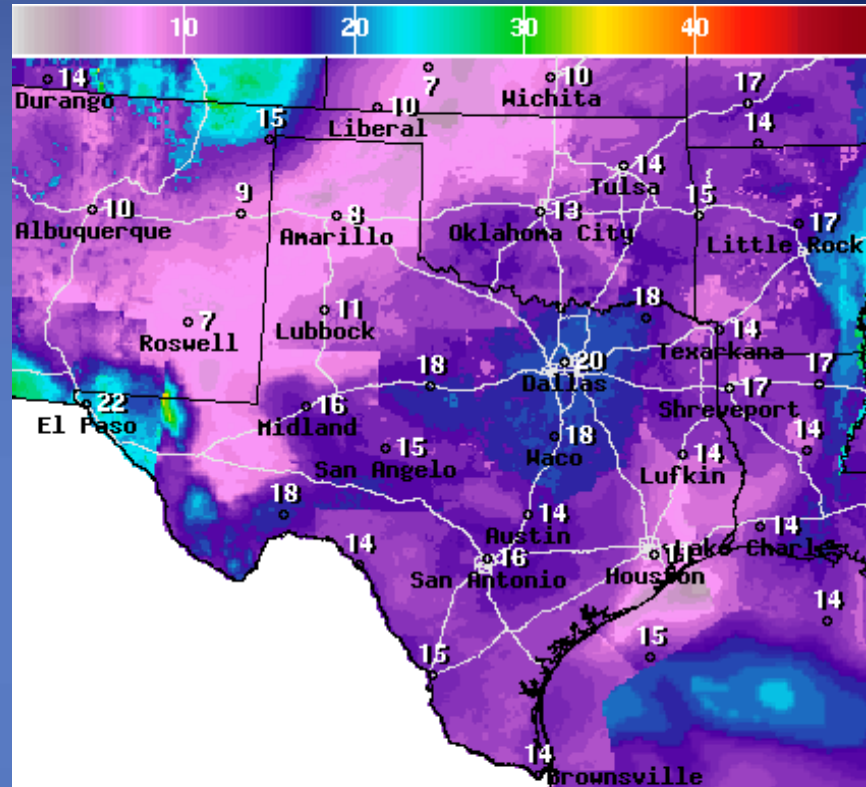 10 20 30 40
14 7 10 17
Durango Wichita
10
15 Liberal 14
14
Tulsa
10 9 8 13 15 17
Albuquerque Amarillo Oklahoma City Little Rock
7 11 18 14
Roswell Lubbock Texarkana
18 20 17 17
Dallas
22 16 Shreveport
El Paso Midland
15 18 14 14
San Angelo Waco Lufkin
18 14 14
Austin Lake Charles
14 16 11
San Antonio Houston
14
15 15
14
Brownsville